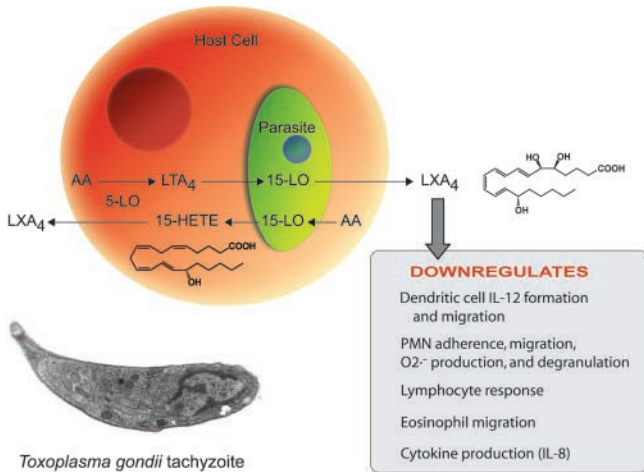 Host Cell
Parasite
AA
LTA4
15-LO
LXA4
5-LO
LXA4
15-HETE
15-LO
AA
COOH
OH
HO
OH
COOH
OH
DOWNREGULATES
Dendritic cell IL-12 formation
and migration
PMN adherence, migration,
O2·- production, and degranulation
Lymphocyte response
Eosinophil migration
Cytokine production (IL-8)
Toxoplasma gondii tachyzoite